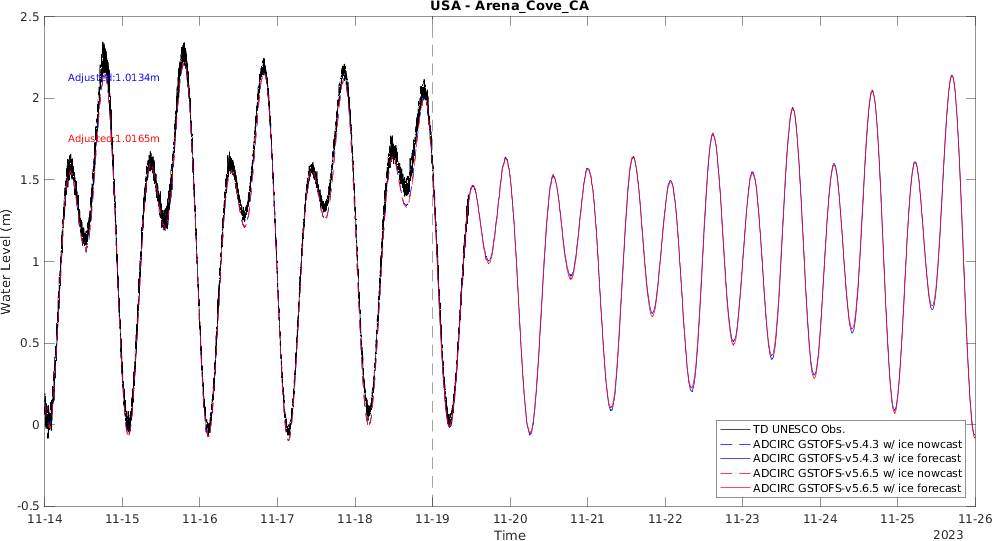 USA - Arena_Cove_CA
2.5
2
1.5
1
0.5
0
-0.5
Water Level (m)
Adjusted:1.0134m
Adjusted:1.0165m
TD UNESCO Obs.
ADCIRC GSTOFS-v5.4.3 w/ ice nowcast
ADCIRC GSTOFS-v5.4.3 w/ ice forecast
ADCIRC GSTOFS-v5.6.5 w/ ice nowcast
ADCIRC GSTOFS-v5.6.5 w/ ice forecast
11-14 11-15 11-16 11-17 11-18 11-19 11-20 11-21 11-22 11-23 11-24 11-25 11-26
Time
2023